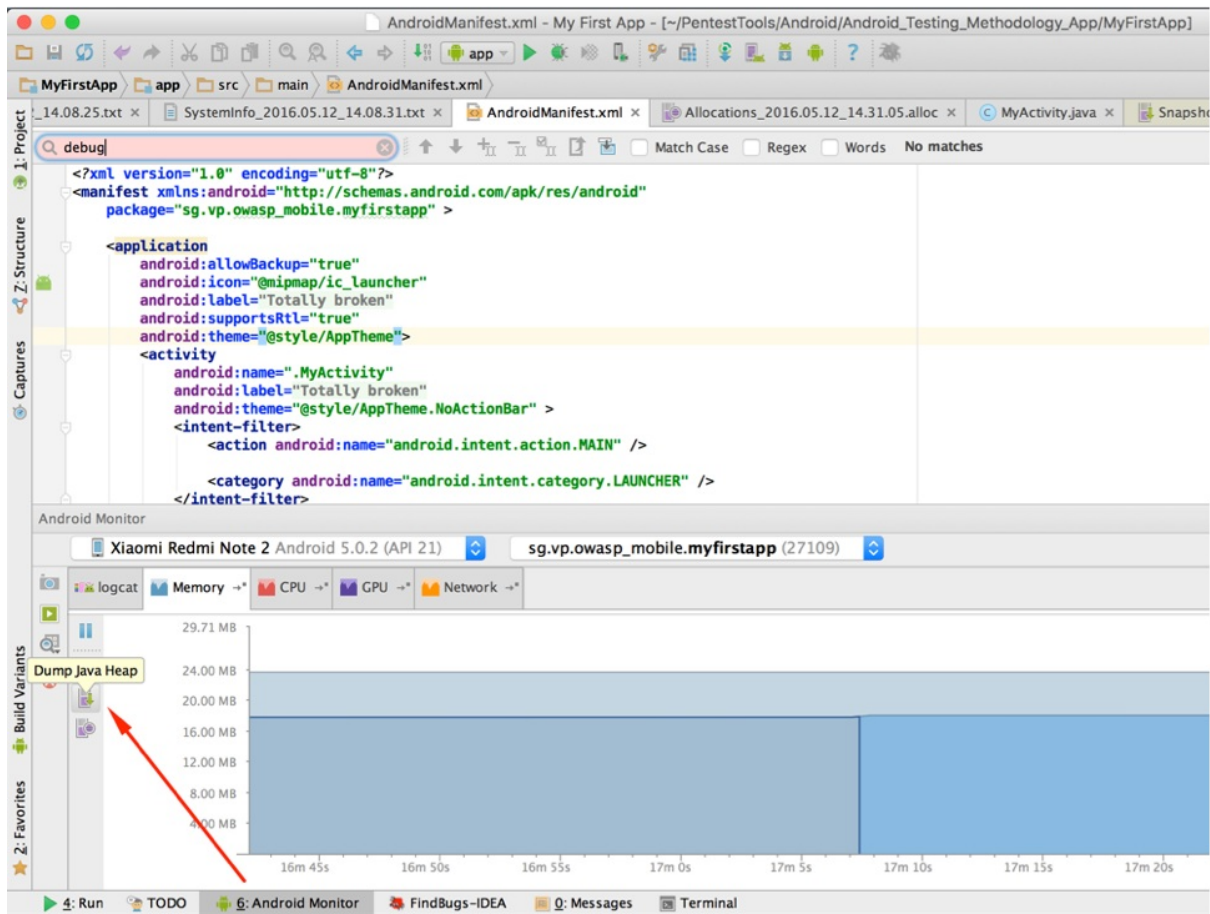 AndroidManifest.xml - My First App - [~/PentestTools/Android/Android_Testing_Methodology_App/MyFirstApp]
app
MyFirstApp app src main AndroidManifest.xml
_14.08.25.txt SystemInfo_2016.05.12_14.08.31.txt AndroidManifest.xml Allocations_2016.05.12_14.31.05.alloc MyActivity.java Snapsho
debug Match Case Regex Words No matches
1: Project
Z: Structure
Captures
Build Variants
2: Favorites
<?xml version="1.0" encoding="utf-8"?>
<manifest xmlns:android="http://schemas.android.com/apk/res/android"
package="sg.vp.owasp_mobile.myfirstapp" >
<application
android:allowBackup="true"
android:icon="@mipmap/ic_launcher"
android:label="Totally broken"
android:supportsRtl="true"
android:theme="@style/AppTheme">
<activity
android:name=".MyActivity"
android:label="Totally broken"
android:theme="@style/AppTheme.NoActionBar" >
<intent-filter>
<action android:name="android.intent.action.MAIN" />
<category android:name="android.intent.category.LAUNCHER" />
</intent-filter>
Android Monitor
Xiaomi Redmi Note 2 Android 5.0.2 (API 21) sg.vp.owasp_mobile.myfirstapp (27109)
logcat Memory CPU GPU Network
Dump Java Heap
29.71 MB
24.00 MB
20.00 MB
16.00 MB
12.00 MB
8.00 MB
4.00 MB
16m 45s 16m 50s 16m 55s 17m 0s 17m 5s 17m 10s 17m 15s 17m 20s
4: Run TODO 6: Android Monitor FindBugs-IDEA 0: Messages Terminal